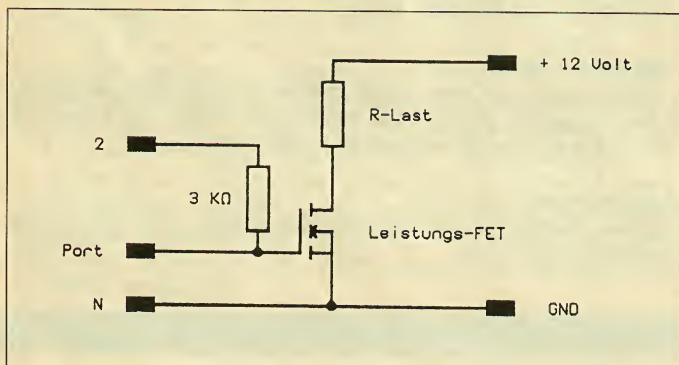 + 12 Volt
R-Last
2
3 KΩ
Leistungs-FET
Port
N
GND